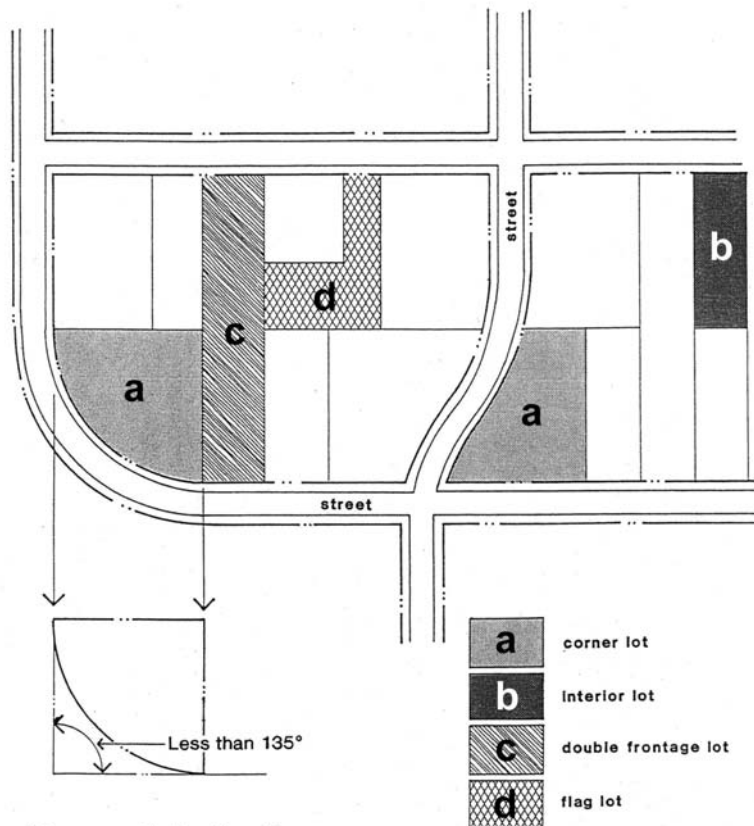 street
b
d
c
a
a
street
a corner lot
b interior lot
Less than 135°
c double frontage lot
d flag lot